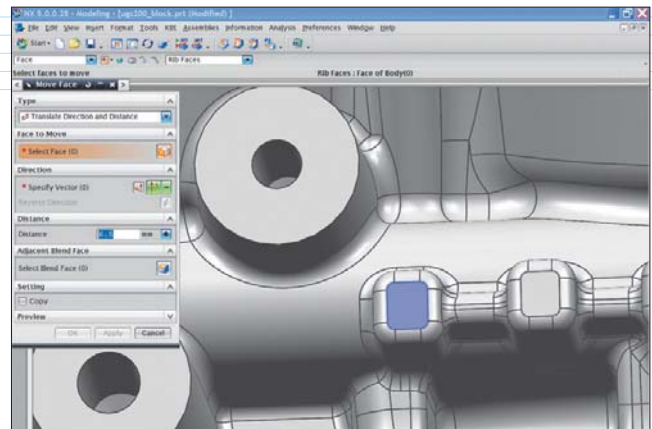 NX 5.0.0.25 - Modeling - [ugs300_block.prt (Modified) ]
File Edit View Insert Format Tools KBE Assemblies Information Analysis Preferences Window Help
Start
Face Rib Faces
Select faces to move Rib Faces : Face of Body(0)
Move Face
Type
Translate Direction and Distance
Face to Move
* Select Face (0)
Direction
* Specify Vector (0)
Reverse Direction
Distance
Distance mm
Adjacent Blend Face
Select Blend Face (0)
Setting
Copy
Preview
OK Apply Cancel